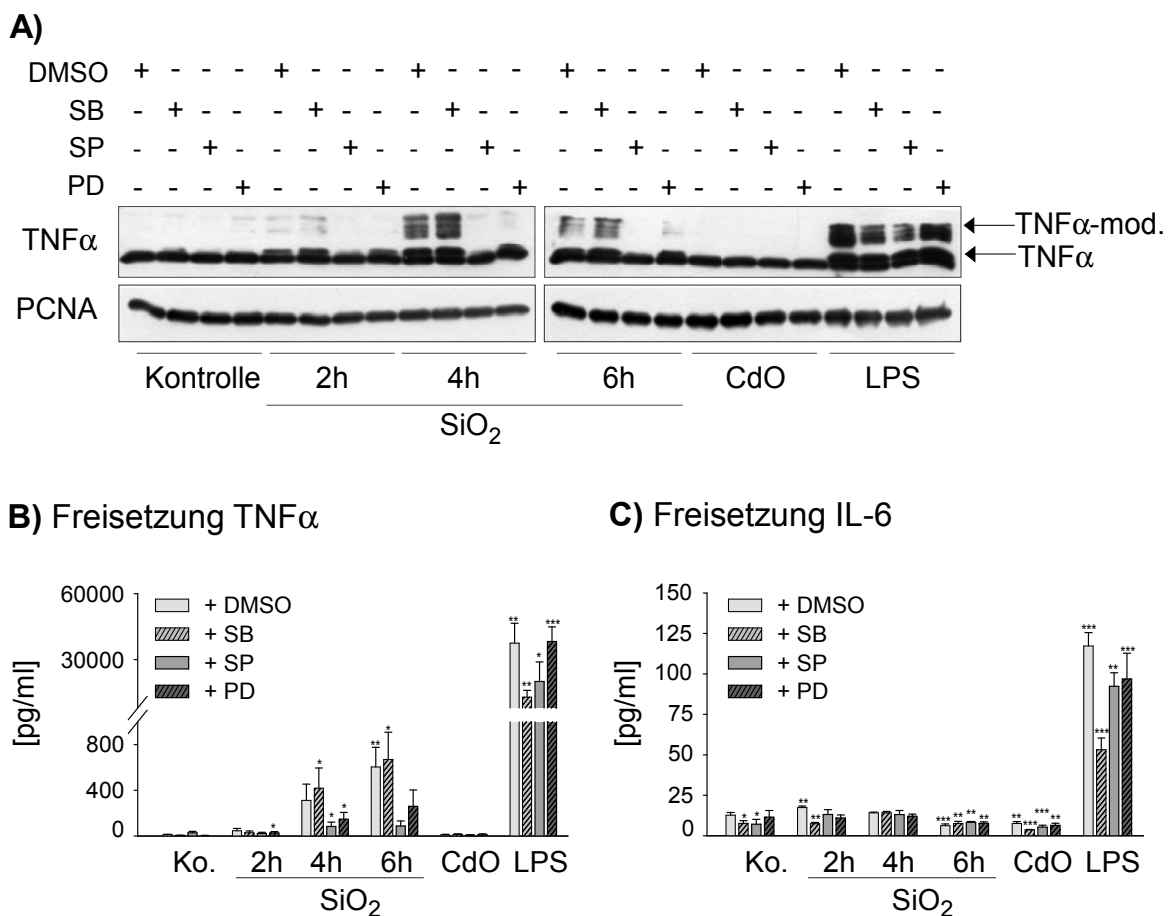 A)
DMSO + - - - + - - - + - - - + - - - + - - - + - - -
SB - + - - - + - - - + - - - + - - - + - - - + - -
SP - - + - - - + - - - + - - - + - - - + - - - + -
PD - - - + - - - + - - - + - - - + - - - + - - - +
TNFα
TNFα-mod.
TNFα
PCNA
Kontrolle 2h 4h 6h CdO LPS
SiO2
B) Freisetzung TNFα
[pg/ml]
60000
30000
800
400
0
+ DMSO
+ SB
+ SP
+ PD
* * * * * ** * ** ** * ***
Ko. 2h 4h 6h CdO LPS
SiO2
C) Freisetzung IL-6
[pg/ml]
150
125
100
75
50
25
0
+ DMSO
+ SB
+ SP
+ PD
* * ** ** *** ** ** ** ** *** *** ** *** *** ** ***
Ko. 2h 4h 6h CdO LPS
SiO2